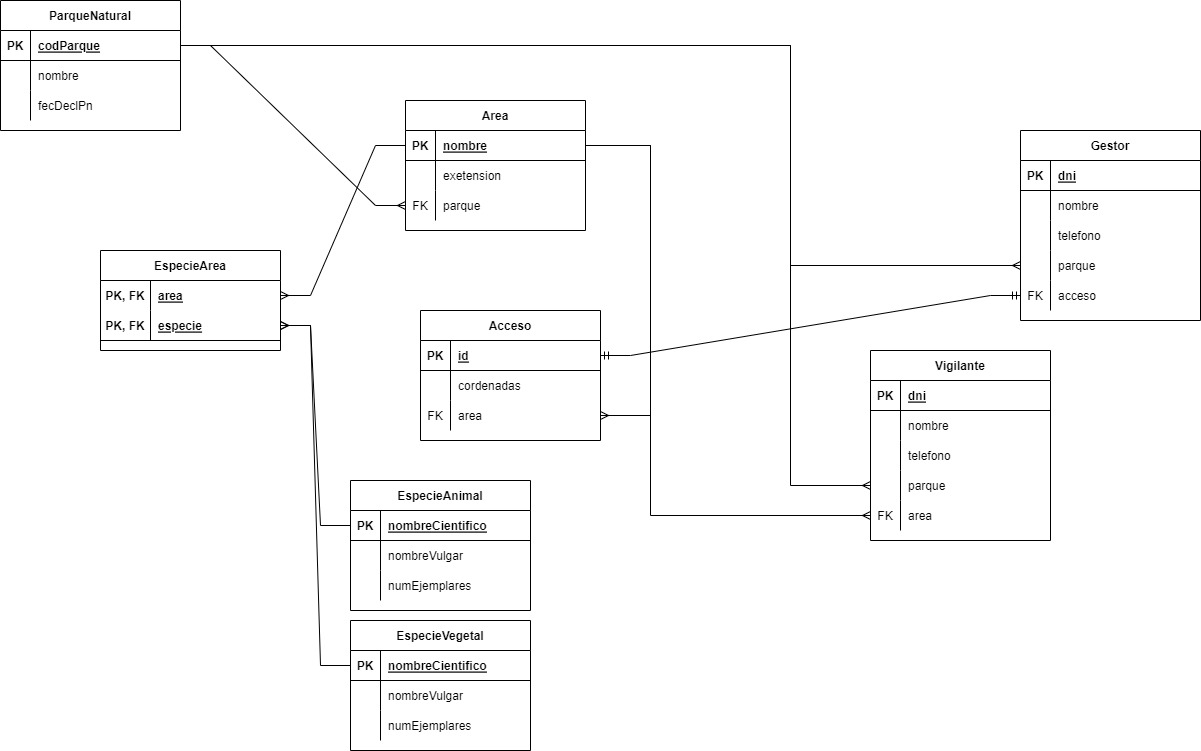 ParqueNatural
PK codParque
nombre
fecDeclPn
Area
PK nombre
exetension
FK parque
Gestor
PK dni
nombre
telefono
parque
FK acceso
EspecieArea
PK, FK area
PK, FK especie
Acceso
PK id
cordenadas
FK area
Vigilante
PK dni
nombre
telefono
parque
FK area
EspecieAnimal
PK nombreCientifico
nombreVulgar
numEjemplares
EspecieVegetal
PK nombreCientifico
nombreVulgar
numEjemplares